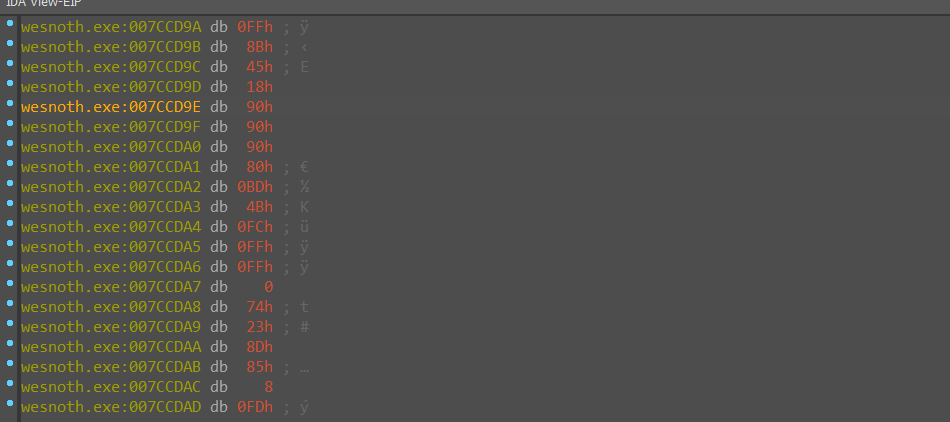 IDA View-EIP
wesnoth.exe:007CCD9A db 0FFh ; ÿ
wesnoth.exe:007CCD9B db 8Bh ; ‹
wesnoth.exe:007CCD9C db 45h ; E
wesnoth.exe:007CCD9D db 18h
wesnoth.exe:007CCD9E db 90h
wesnoth.exe:007CCD9F db 90h
wesnoth.exe:007CCDA0 db 90h
wesnoth.exe:007CCDA1 db 80h ; €
wesnoth.exe:007CCDA2 db 0BDh ; ½
wesnoth.exe:007CCDA3 db 4Bh ; K
wesnoth.exe:007CCDA4 db 0FCh ; ü
wesnoth.exe:007CCDA5 db 0FFh ; ÿ
wesnoth.exe:007CCDA6 db 0FFh ; ÿ
wesnoth.exe:007CCDA7 db 0
wesnoth.exe:007CCDA8 db 74h ; t
wesnoth.exe:007CCDA9 db 23h ; #
wesnoth.exe:007CCDAA db 8Dh
wesnoth.exe:007CCDAB db 85h ; …
wesnoth.exe:007CCDAC db 8
wesnoth.exe:007CCDAD db 0FDh ; ý